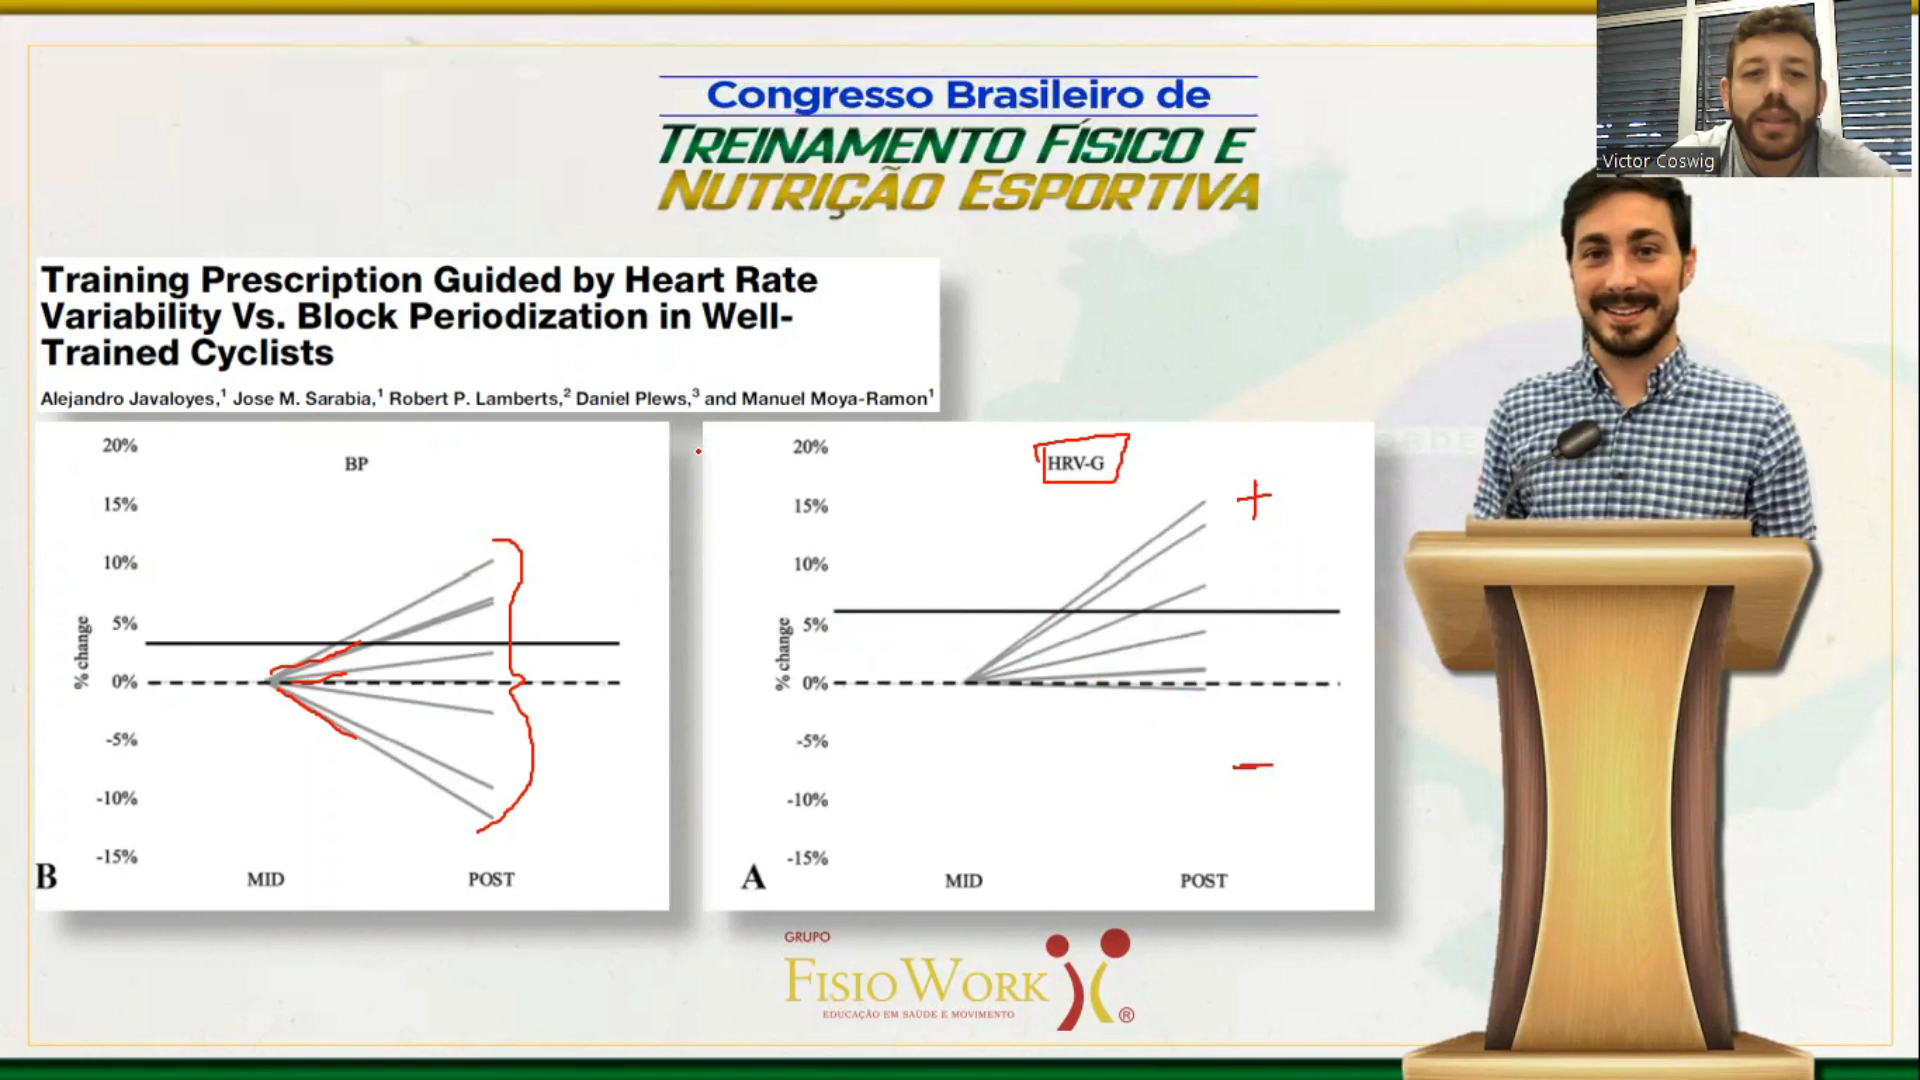 Congresso Brasileiro de
TREINAMENTO FÍSICO E
NUTRIÇÃO ESPORTIVA
Victor Coswig
Training Prescription Guided by Heart Rate
Variability Vs. Block Periodization in Well-
Trained Cyclists
Alejandro Javaloyes,¹ Jose M. Sarabia,¹ Robert P. Lamberts,² Daniel Plews,³ and Manuel Moya-Ramon¹
BP
20%
15%
10%
5%
0%
-5%
-10%
-15%
% change
MID
POST
B
HRV-G
20%
15%
10%
5%
0%
-5%
-10%
-15%
% change
MID
POST
A
+
–
ORDE
GRUPO
FISIOWORK
EDUCAÇÃO EM SAÚDE E MOVIMENTO
®